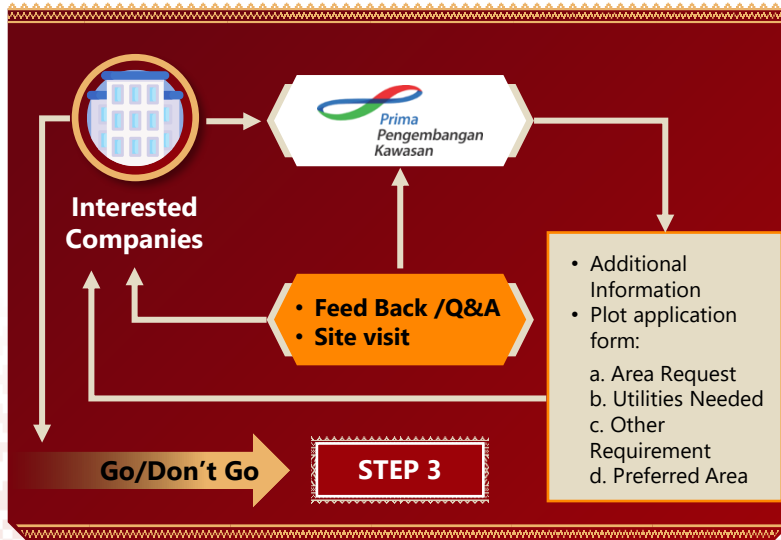 Prima
Pengembangan
Kawasan
Interested
Companies
• Feed Back /Q&A
• Site visit
• Additional
Information
• Plot application
form:
a. Area Request
b. Utilities Needed
c. Other
Requirement
d. Preferred Area
Go/Don’t Go
STEP 3